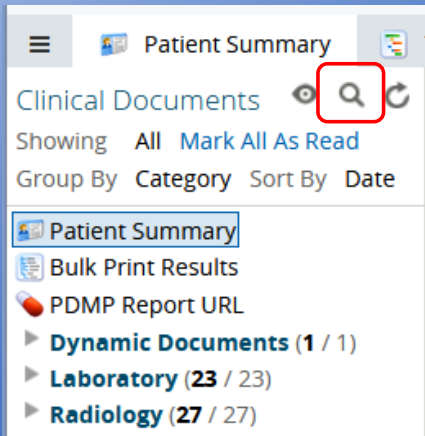 Patient Summary
Clinical Documents
Showing All Mark All As Read
Group By Category Sort By Date
Patient Summary
Bulk Print Results
PDMP Report URL
Dynamic Documents (1 / 1)
Laboratory (23 / 23)
Radiology (27 / 27)